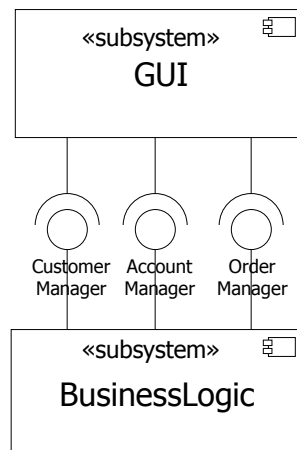 «subsystem»
GUI
Customer Manager
Account Manager
Order Manager
«subsystem»
BusinessLogic